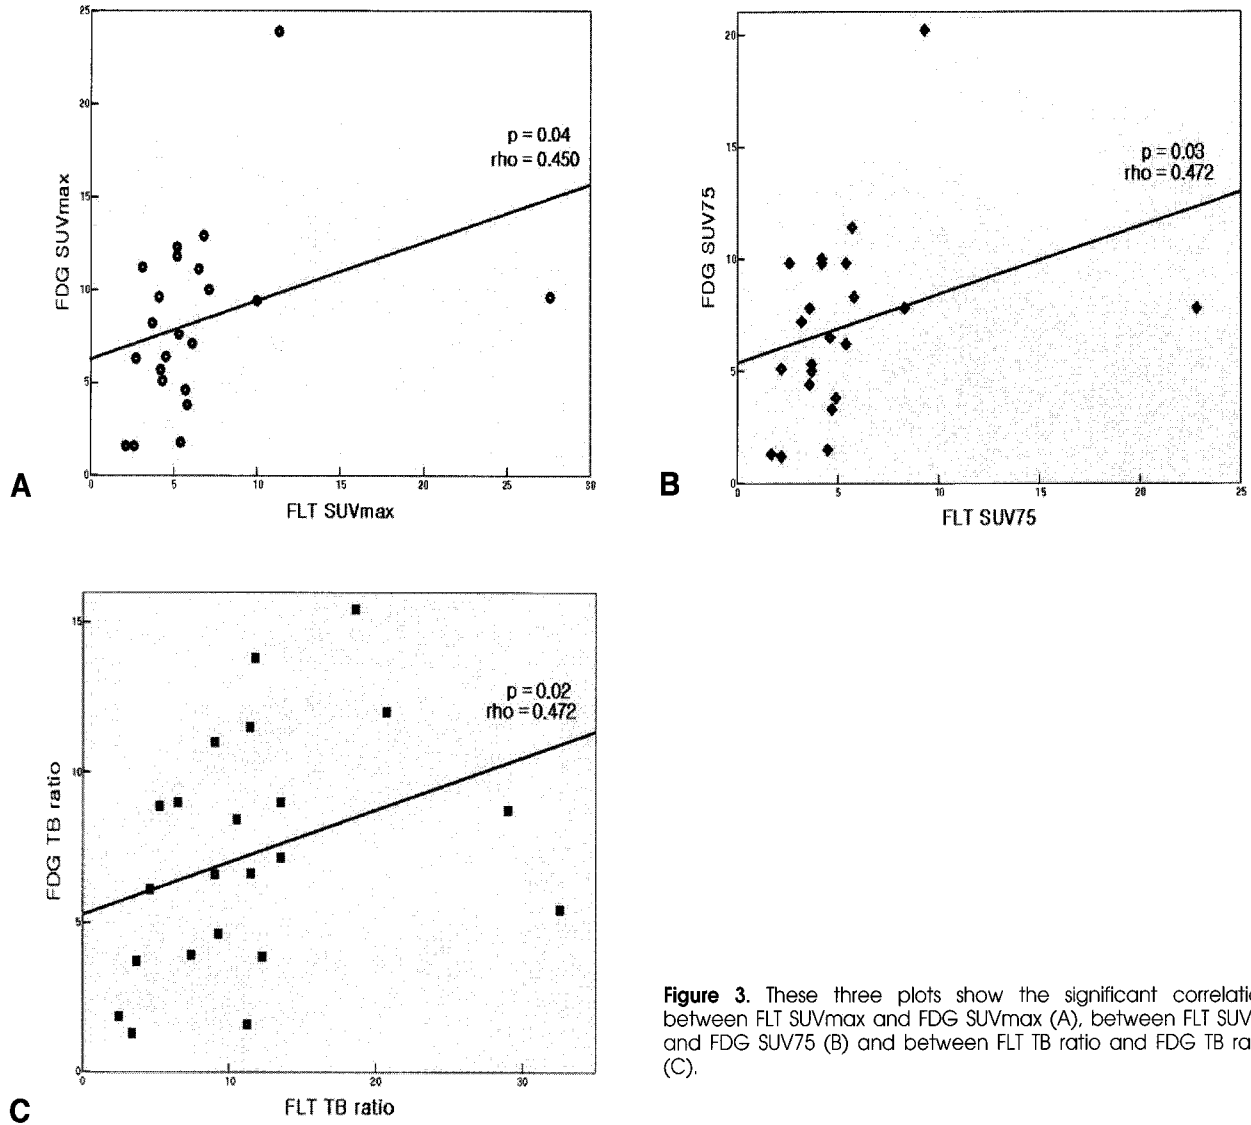 25
20
15
10
5
0
FDG SUVmax
p = 0.04
rho = 0.450
0 5 10 15 20 25 30
FLT SUVmax
A
20
15
10
5
0
FDG SUV75
p = 0.03
rho = 0.472
0 5 10 15 20 25
FLT SUV75
B
15
10
5
0
FDG TB ratio
p = 0.02
rho = 0.472
0 10 20 30
FLT TB ratio
C
Figure 3. These three plots show the significant correlatio
between FLT SUVmax and FDG SUVmax (A), between FLT SUV
and FDG SUV75 (B) and between FLT TB ratio and FDG TB ra
(C).